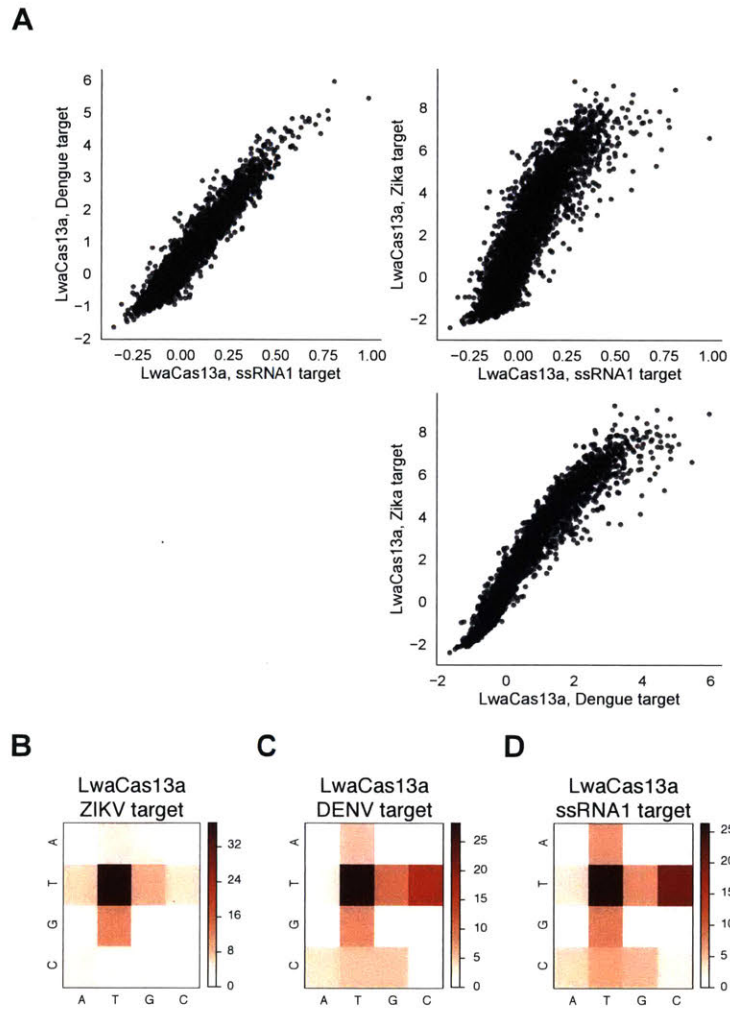 A
LwaCas13a, Dengue target
6
5
4
3
2
1
0
−1
−2
−0.25 0.00 0.25 0.50 0.75 1.00
LwaCas13a, ssRNA1 target
LwaCas13a, Zika target
8
6
4
2
0
−2
−0.25 0.00 0.25 0.50 0.75 1.00
LwaCas13a, ssRNA1 target
LwaCas13a, Zika target
8
6
4
2
0
−2
−2 0 2 4 6
LwaCas13a, Dengue target
B
LwaCas13a
ZIKV target
A
T
G
C
A T G C
32
24
16
8
0
C
LwaCas13a
DENV target
A
T
G
C
A T G C
25
20
15
10
5
0
D
LwaCas13a
ssRNA1 target
A
T
G
C
A T G C
25
20
15
10
5
0